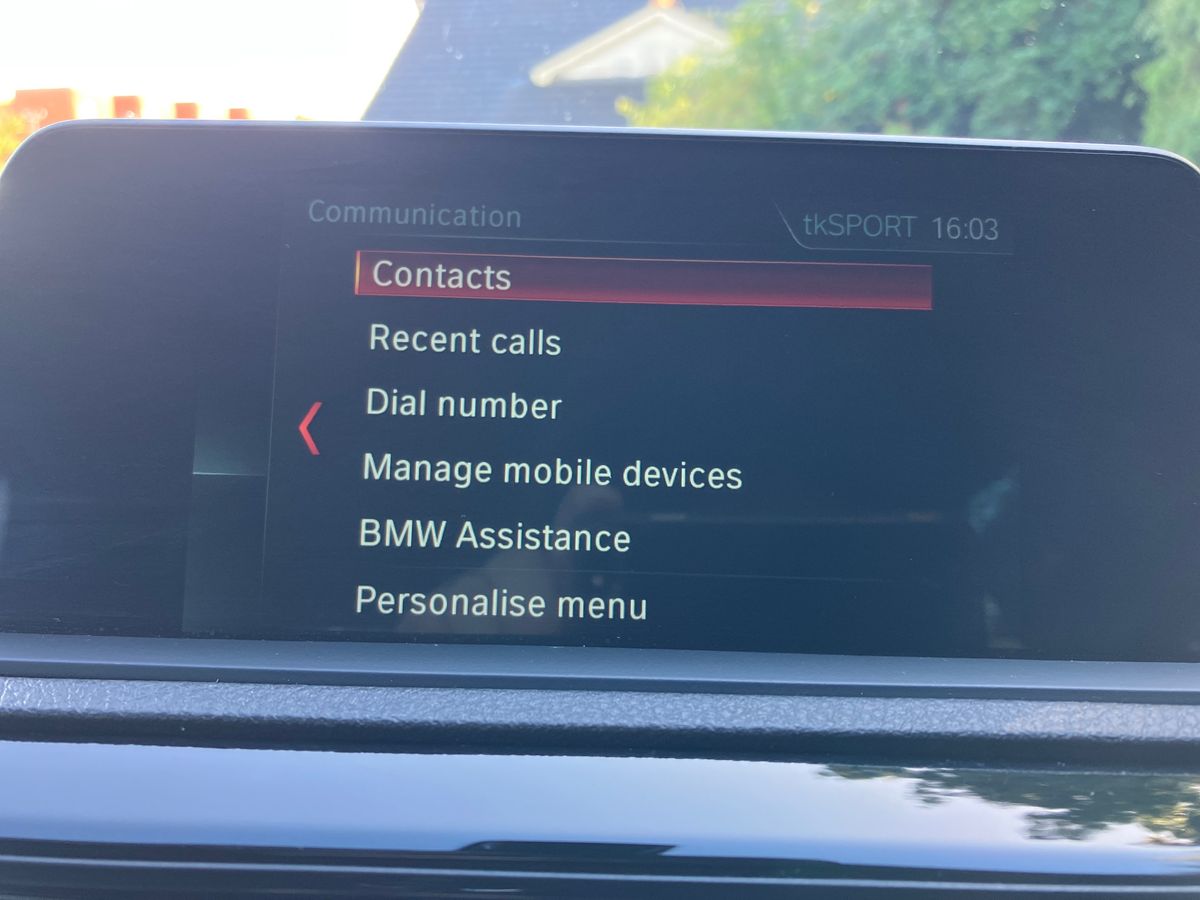 Communication
tkSPORT 16:03
Contacts
Recent calls
Dial number
Manage mobile devices
BMW Assistance
Personalise menu